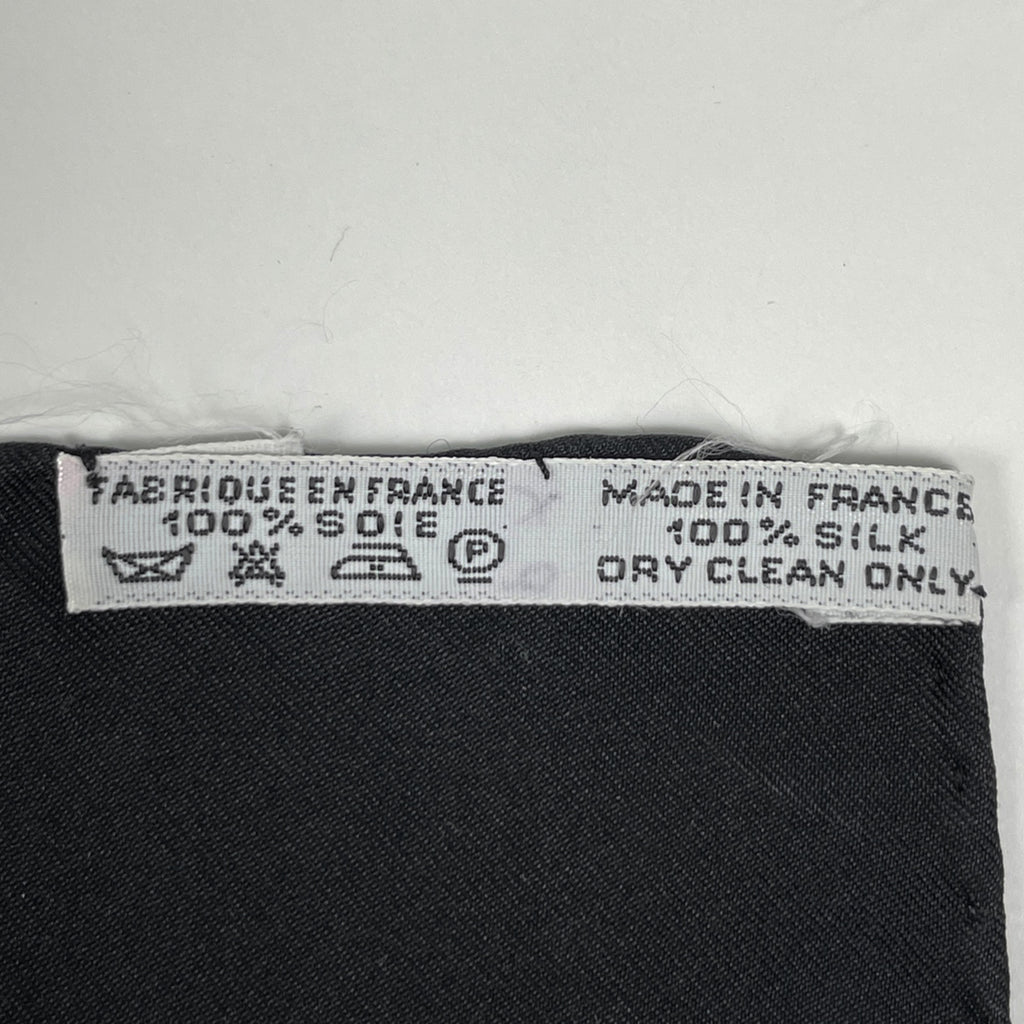 FABRIQUE EN FRANCE
100% SOIE
P
MADE IN FRANCE
100% SILK
DRY CLEAN ONLY